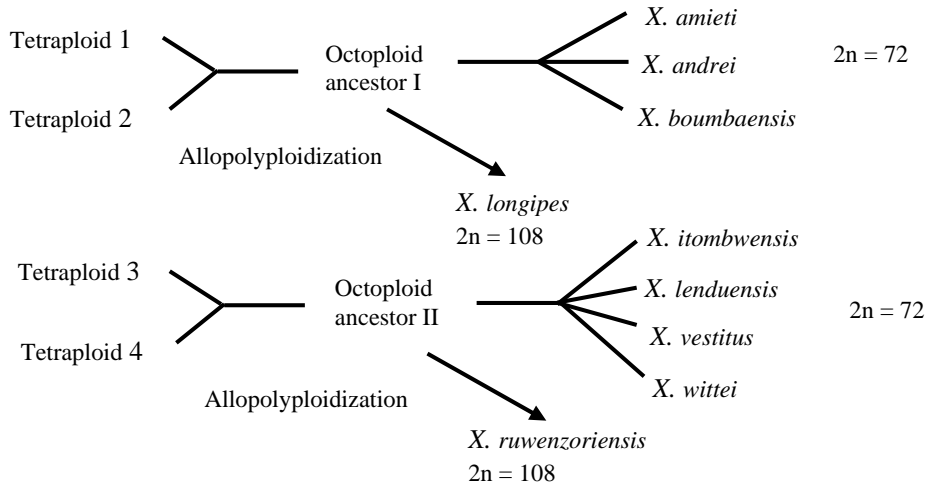 Tetraploid 1
Tetraploid 2
Octoploid
ancestor I
X. amieti
X. andrei
X. boumbaensis
2n = 72
Allopolyploidization
X. longipes
2n = 108
Tetraploid 3
Tetraploid 4
Octoploid
ancestor II
X. itombwensis
X. lenduensis
X. vestitus
X. wittei
2n = 72
Allopolyploidization
X. ruwenzoriensis
2n = 108